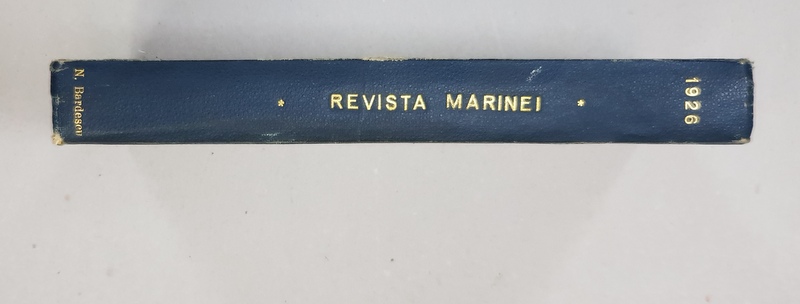 N. Bardescu
* REVISTA MARINEI *
1926